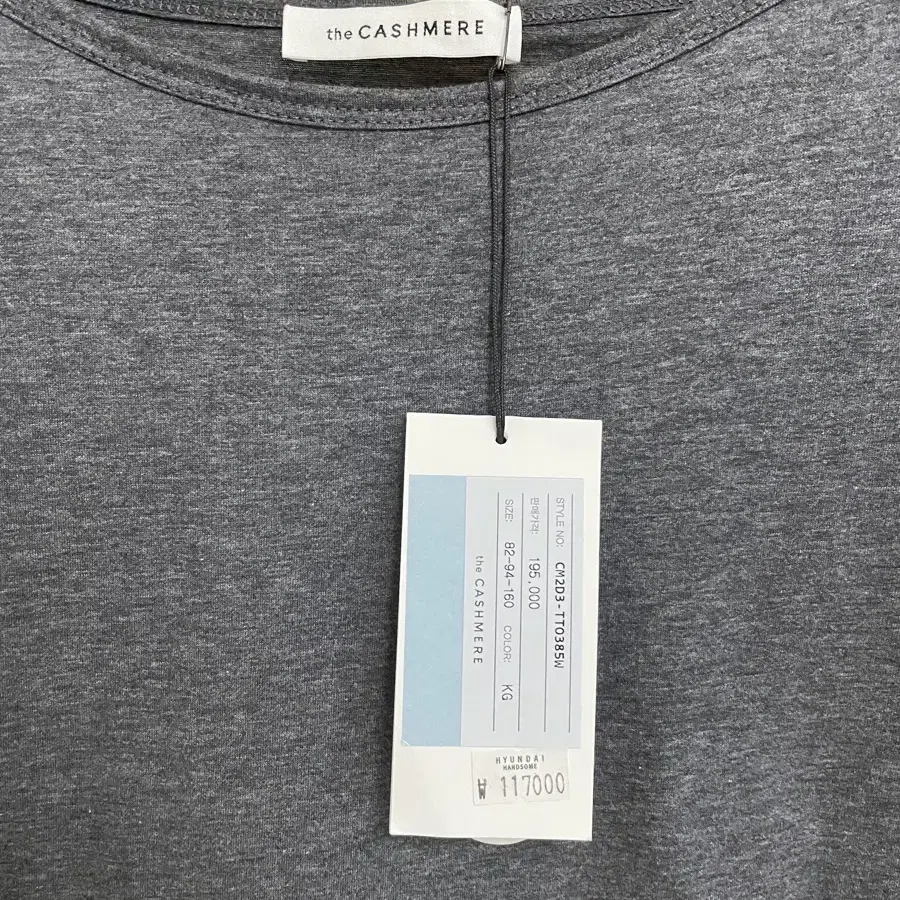 the CASHMERE
STYLE NO: CM2D3-TTO385W
판매가격: 195,000
SIZE: 82-94-160 COLOR: KG
the CASHMERE
HYUNDAI
HANDSOME
₩ 117000